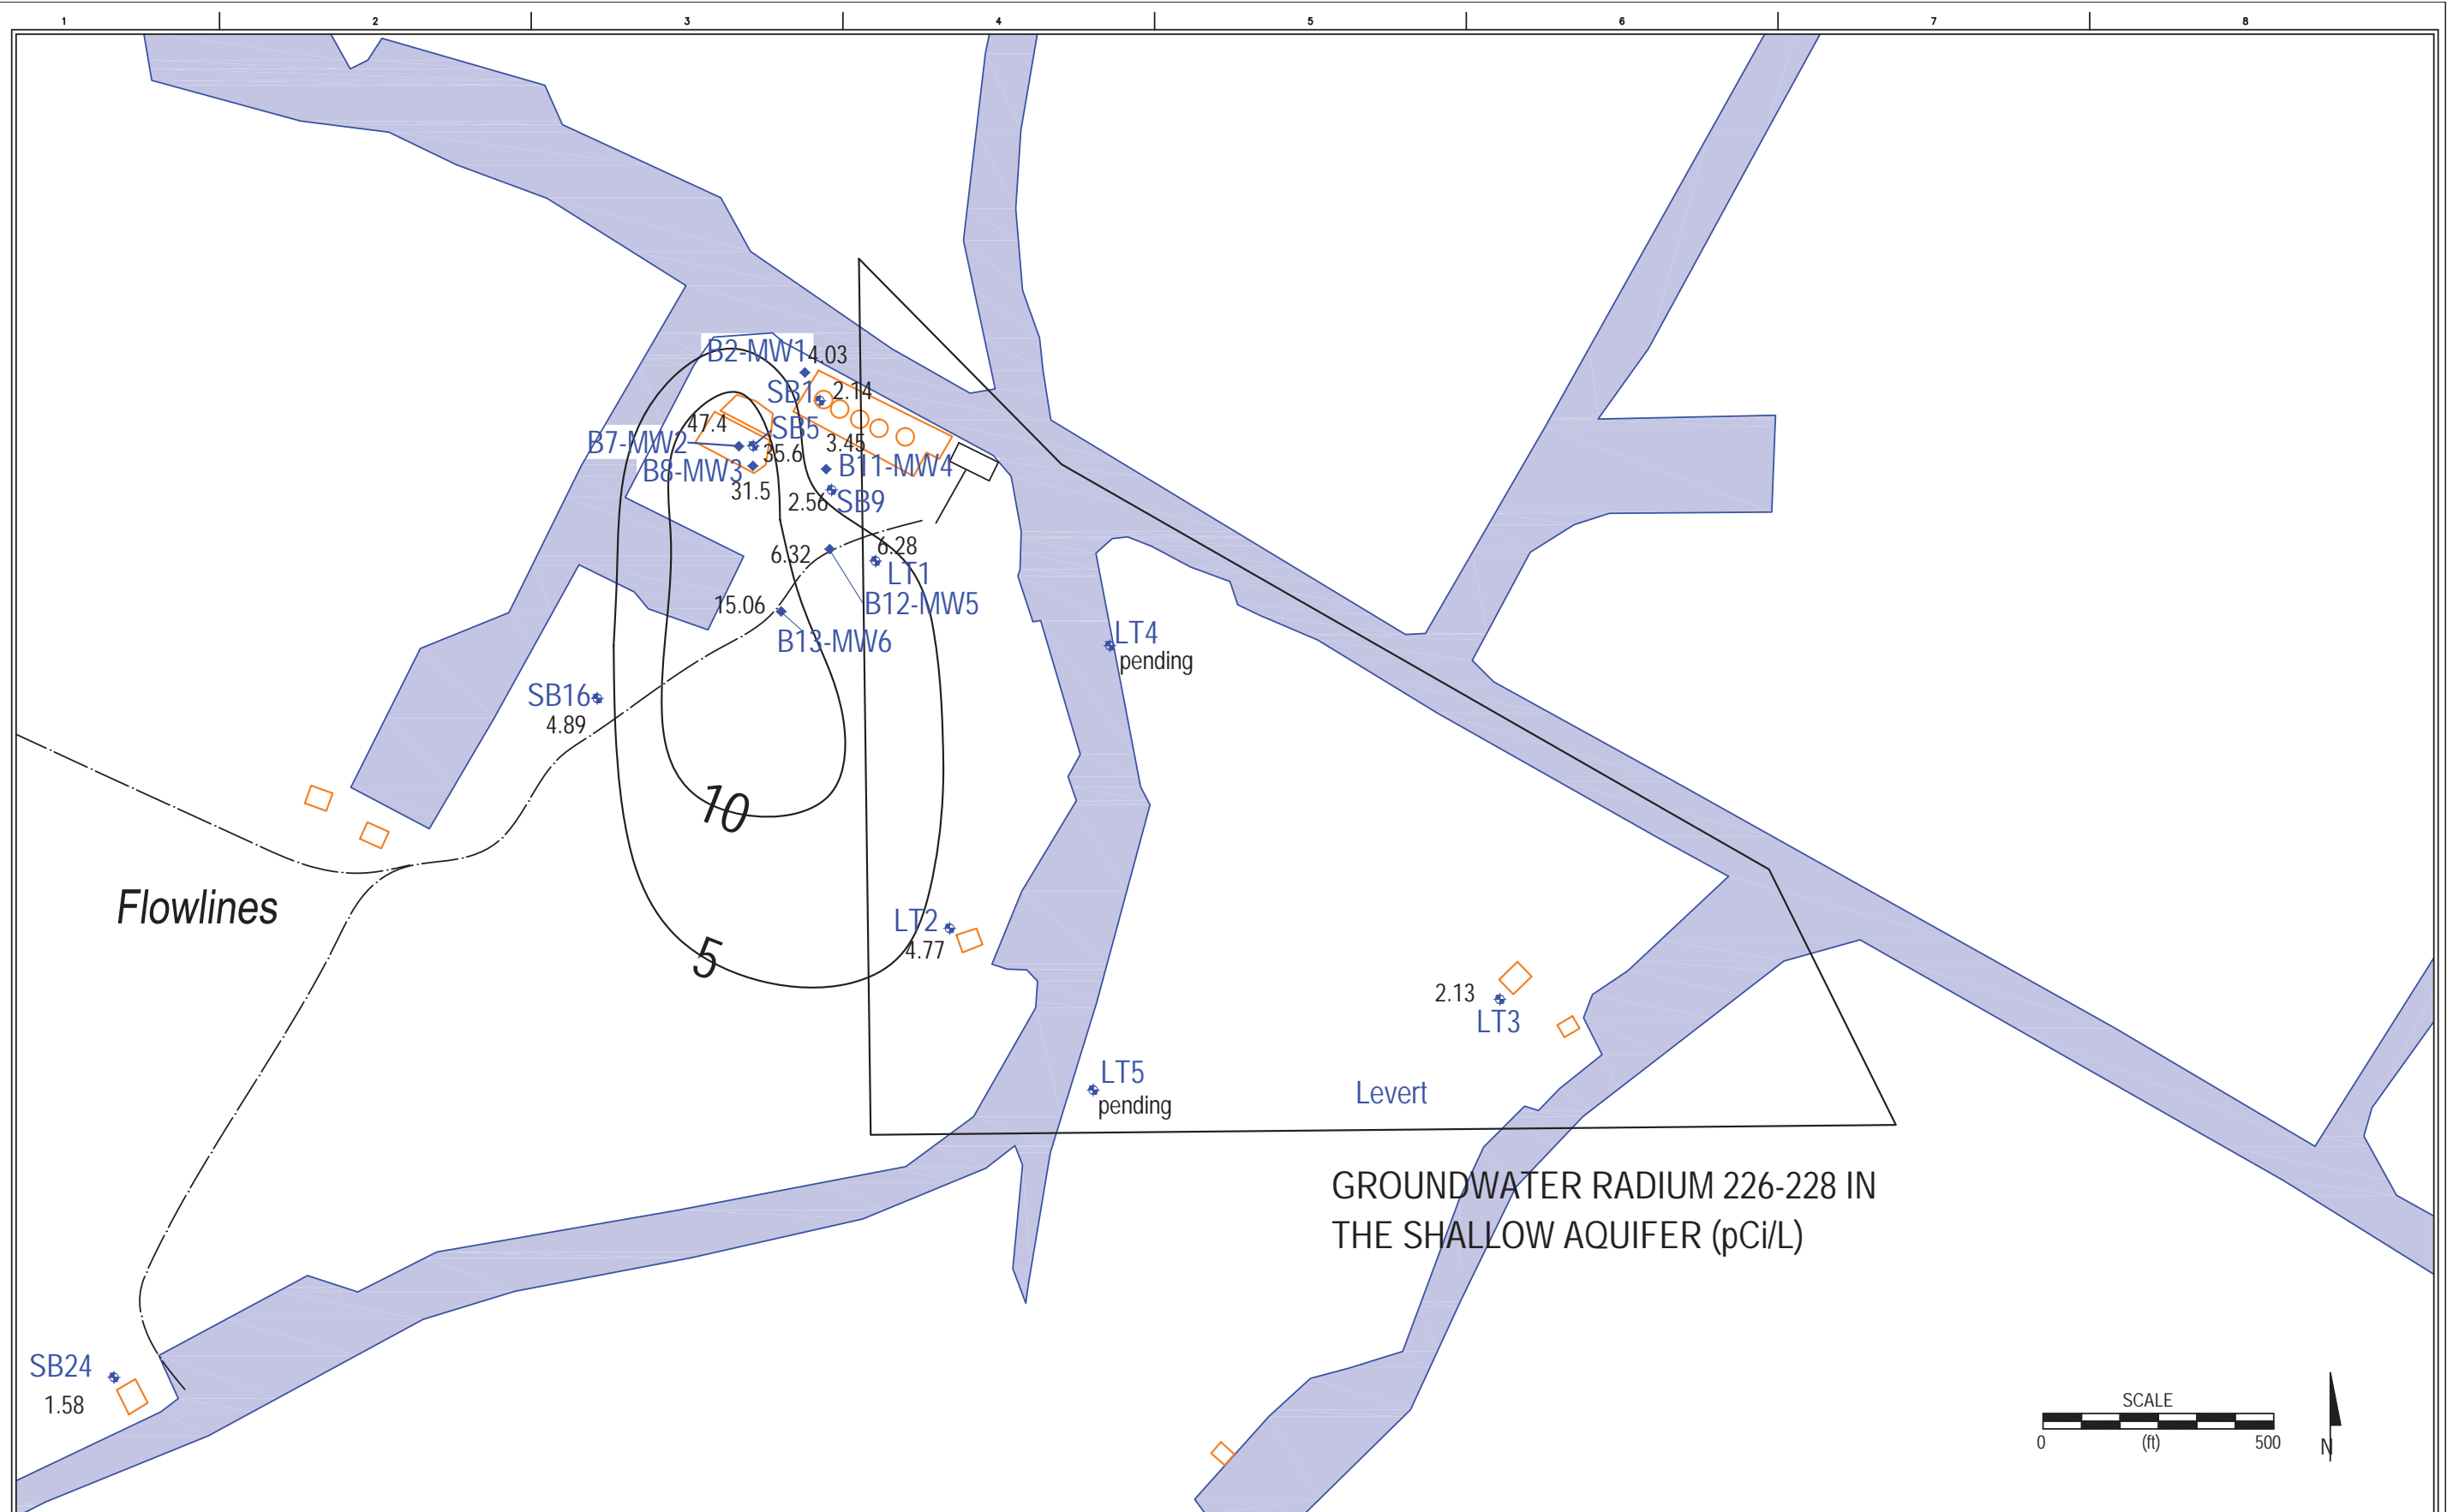 1 2 3 4 5 6 7 8
B2-MW1
4.03
SB1
2.14
47.4
SB5
B7-MW2
3.45
35.6
B8-MW3
B11-MW4
31.5
2.56
SB9
6.32
6.28
LT1
15.06
B12-MW5
B13-MW6
LT4
pending
SB16
4.89
10
Flowlines
LT2
4.77
5
2.13
LT3
LT5
pending
Levert
GROUNDWATER RADIUM 226-228 IN
THE SHALLOW AQUIFER (pCi/L)
SB24
1.58
SCALE
0 (ft) 500
N